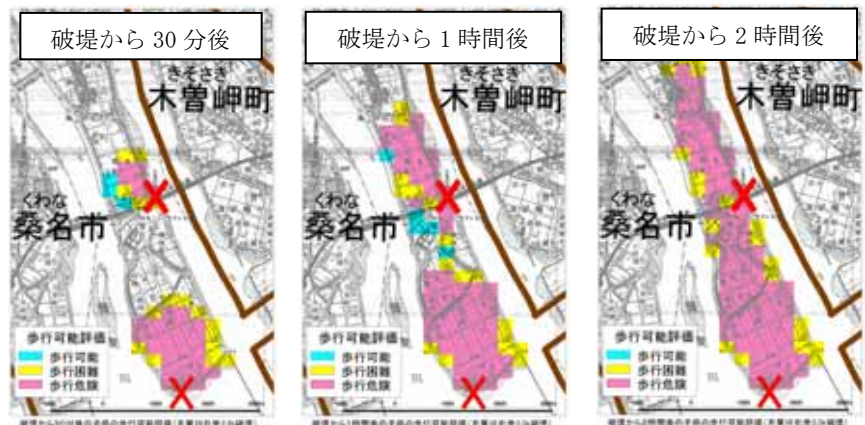 破堤から 30 分後
きそさき
木曽岬町
くわな
桑名市
歩行可能評価
歩行可能
歩行困難
歩行危険
破堤から 1 時間後
きそさき
木曽岬町
くわな
桑名市
歩行可能評価
歩行可能
歩行困難
歩行危険
破堤から 2 時間後
きそさき
木曽岬町
くわな
桑名市
歩行可能評価
歩行可能
歩行困難
歩行危険